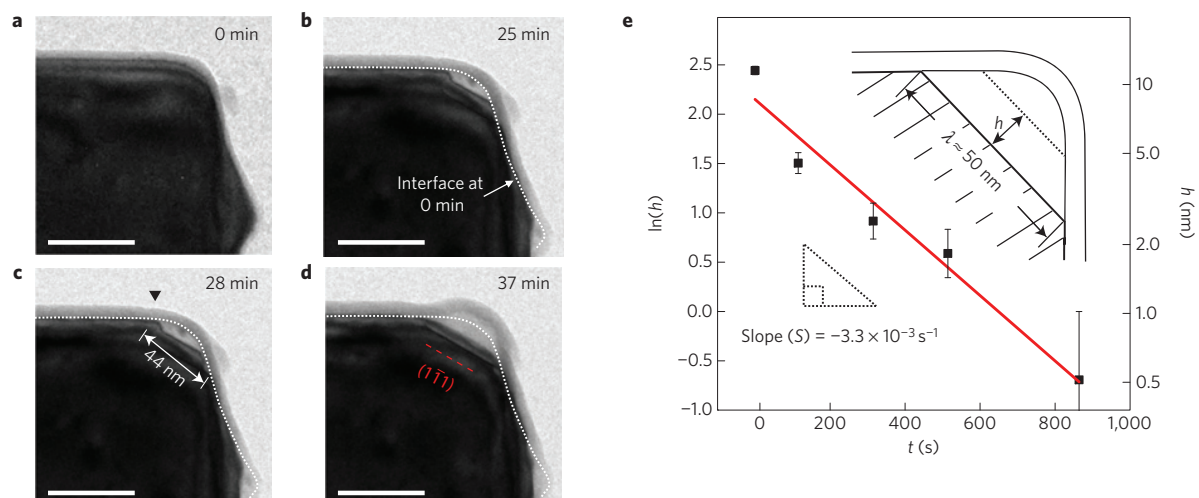 a
0 min
b
25 min
Interface at
0 min
c
28 min
44 nm
d
37 min
(11̄1)
e
ln(h)
2.5
2.0
1.5
1.0
0.5
0.0
−0.5
−1.0
0
200
400
600
800
1,000
t (s)
10
5.0
2.0
1.0
0.5
h (nm)
h
λ ≈ 50 nm
Slope (S) = −3.3 × 10⁻³ s⁻¹